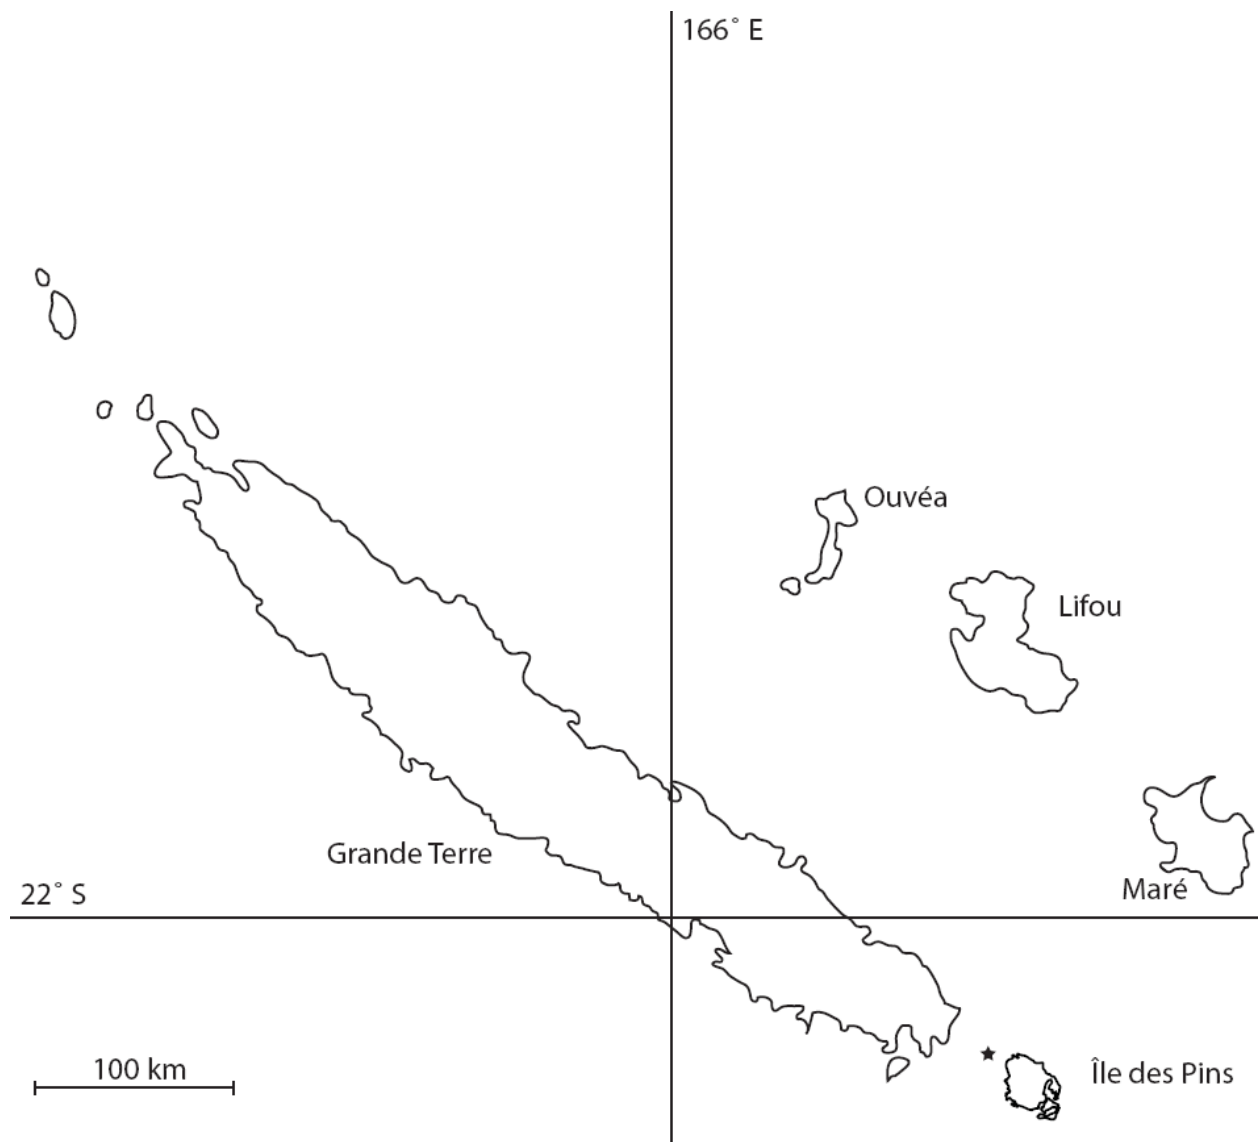 166˚ E
Ouvéa
Lifou
Grande Terre
22˚ S
Maré
100 km
Île des Pins